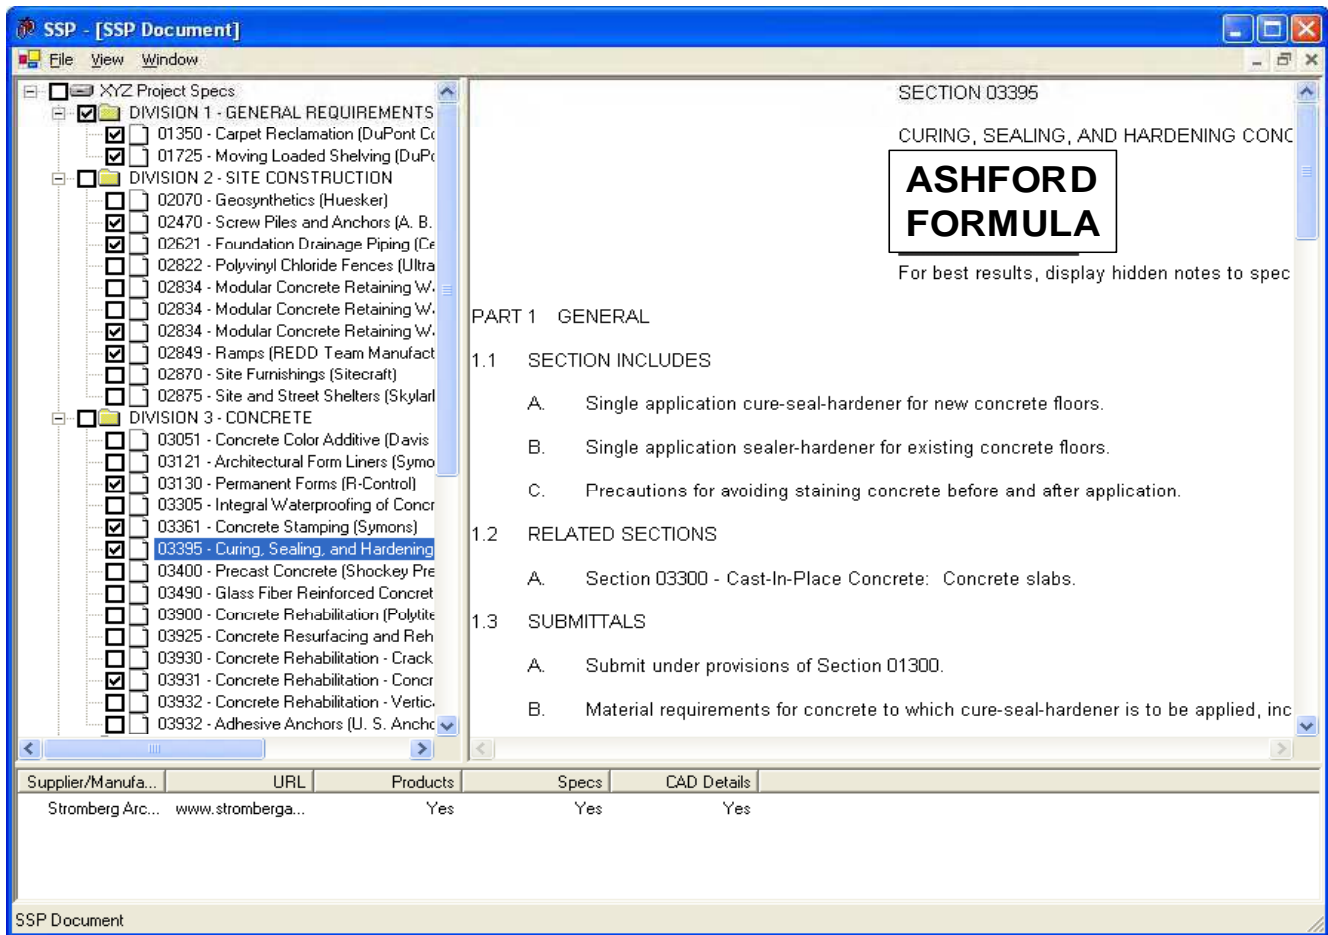 SSP - [SSP Document]
File View Window
XYZ Project Specs
DIVISION 1 - GENERAL REQUIREMENTS
01350 - Carpet Reclamation (DuPont Co
01725 - Moving Loaded Shelving (DuPo
DIVISION 2 - SITE CONSTRUCTION
02070 - Geosynthetics (Huesker)
02470 - Screw Piles and Anchors (A. B.
02621 - Foundation Drainage Piping (Ce
02822 - Polyvinyl Chloride Fences (Ultra
02834 - Modular Concrete Retaining W
02834 - Modular Concrete Retaining W
02834 - Modular Concrete Retaining W
02849 - Ramps (REDD Team Manufact
02870 - Site Furnishings (Sitecraft)
02875 - Site and Street Shelters (Skylarl
DIVISION 3 - CONCRETE
03051 - Concrete Color Additive (Davis
03121 - Architectural Form Liners (Symo
03130 - Permanent Forms (R-Control)
03305 - Integral Waterproofing of Concr
03361 - Concrete Stamping (Symons)
03395 - Curing, Sealing, and Hardening
03400 - Precast Concrete (Shockey Pre
03490 - Glass Fiber Reinforced Concret
03900 - Concrete Rehabilitation (Polytite
03925 - Concrete Resurfacing and Reh
03930 - Concrete Rehabilitation - Crack
03931 - Concrete Rehabilitation - Concr
03932 - Concrete Rehabilitation - Vertic
03932 - Adhesive Anchors (U. S. Ancho
SECTION 03395
CURING, SEALING, AND HARDENING CONC
ASHFORD
FORMULA
For best results, display hidden notes to spec
PART 1 GENERAL
1.1 SECTION INCLUDES
A. Single application cure-seal-hardener for new concrete floors.
B. Single application sealer-hardener for existing concrete floors.
C. Precautions for avoiding staining concrete before and after application.
1.2 RELATED SECTIONS
A. Section 03300 - Cast-In-Place Concrete: Concrete slabs.
1.3 SUBMITTALS
A. Submit under provisions of Section 01300.
B. Material requirements for concrete to which cure-seal-hardener is to be applied, inc
Supplier/Manufa... URL Products Specs CAD Details
Stromberg Arc... www.stromberga... Yes Yes Yes
SSP Document